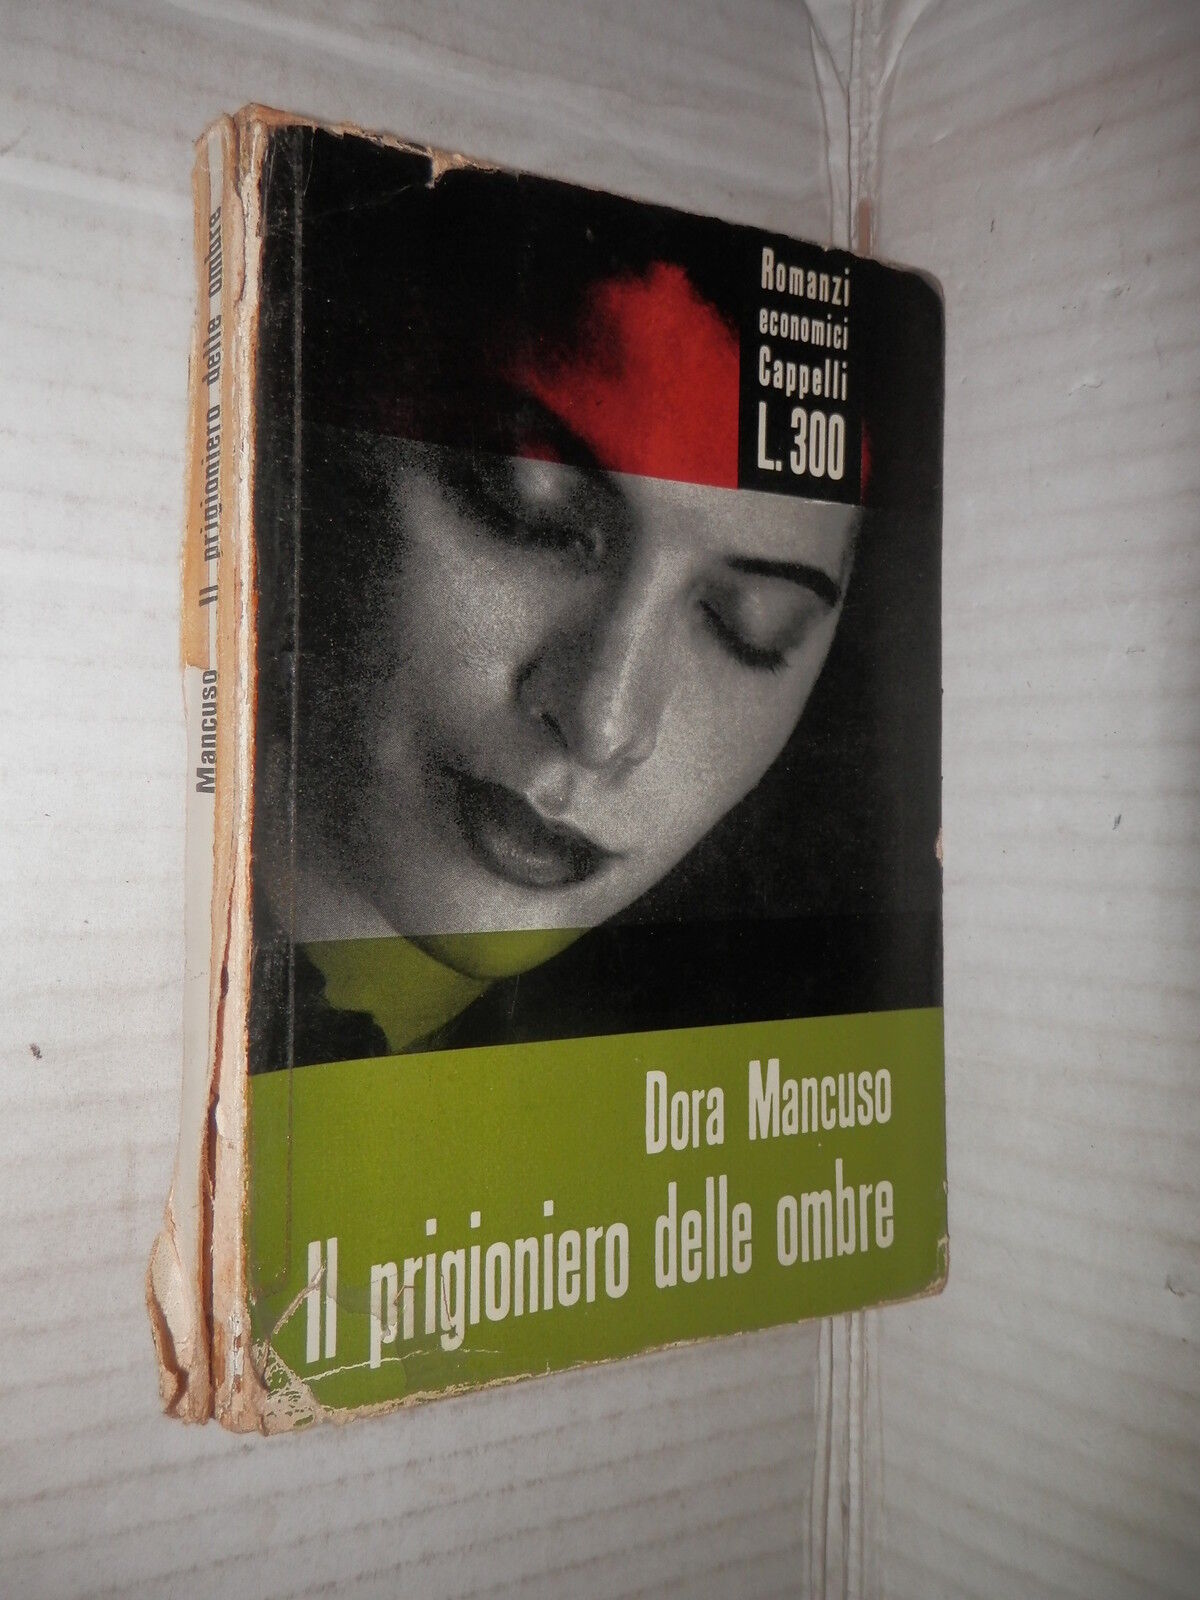 Romanzi
economici
Cappelli
L. 300
Dora Mancuso
Il prigioniero delle ombre
Mancuso Il prigioniero delle ombre